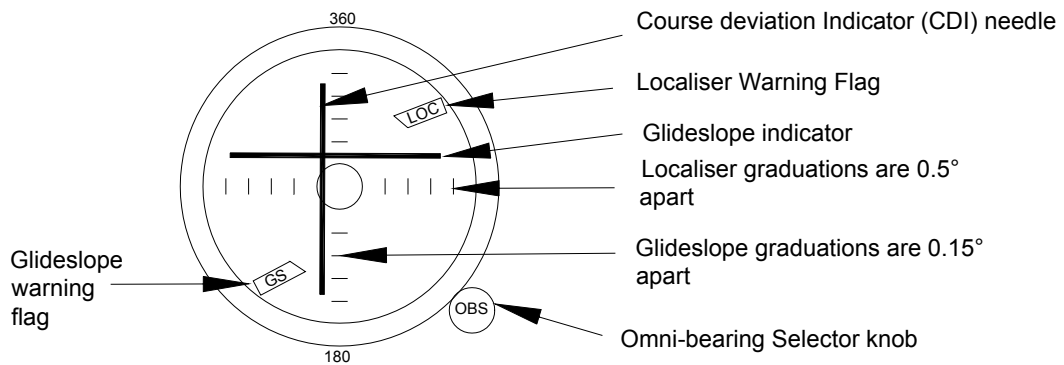 360
Course deviation Indicator (CDI) needle
LOC
Localiser Warning Flag
Glideslope indicator
Localiser graduations are 0.5°
apart
Glideslope graduations are 0.15°
apart
Glideslope
warning
flag
GS
OBS
Omni-bearing Selector knob
180